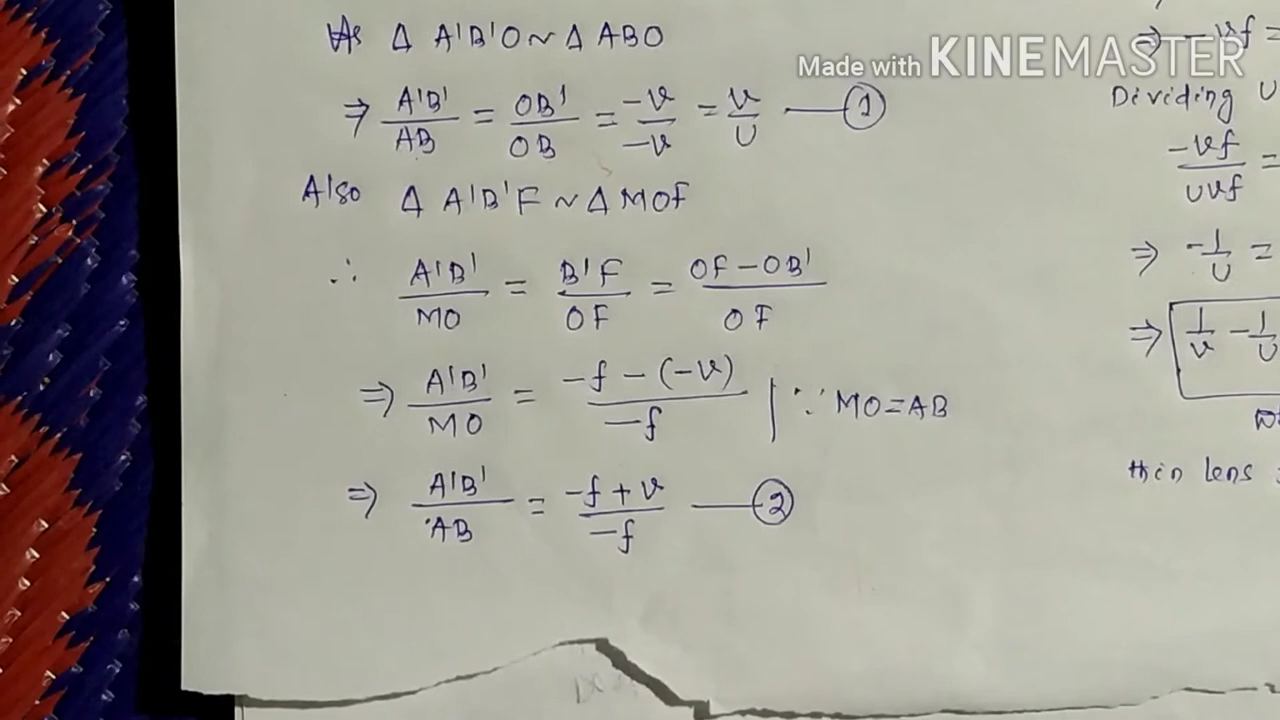 As Δ A'B'O ~ Δ ABO
⇒ A'B'/AB = OB'/OB = -v/-v = v/U —— ①
Also Δ A'B'F ~ Δ MOf
∴ A'B'/MO = B'F/OF = OF - OB'/OF
⇒ A'B'/MO = -f - (-v)/-f | ∵ MO = AB
⇒ A'B'/AB = -f + v/-f —— ②
Made with KINEMASTER
⇒ -vf =
Dividing U
-vf/uvf =
⇒ -1/U =
⇒ 1/v - 1/U
thin lens